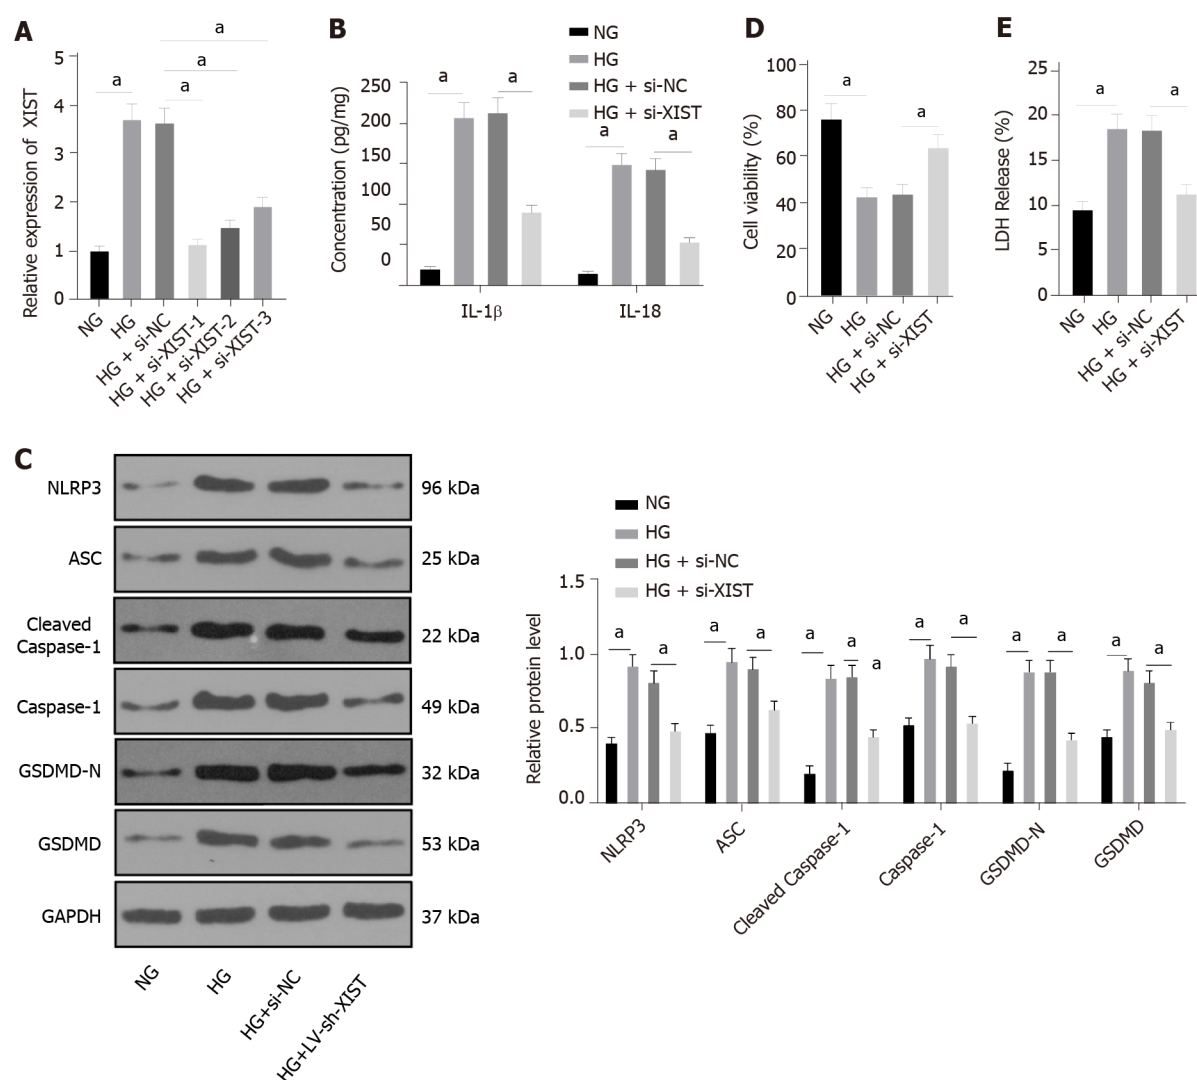 A
Relative expression of XIST
5
4
3
2
1
0
a
a
a
a
NG
HG
HG + si-NC
HG + si-XIST-1
HG + si-XIST-2
HG + si-XIST-3
B
NG
HG
HG + si-NC
HG + si-XIST
Concentration (pg/mg)
250
200
150
100
50
0
a
a
a
a
IL-1β
IL-18
D
Cell viability (%)
100
80
60
40
20
0
a
a
NG
HG
HG + si-NC
HG + si-XIST
E
LDH Release (%)
25
20
15
10
5
0
a
a
NG
HG
HG + si-NC
HG + si-XIST
C
NLRP3
96 kDa
ASC
25 kDa
Cleaved
Caspase-1
22 kDa
Caspase-1
49 kDa
GSDMD-N
32 kDa
GSDMD
53 kDa
GAPDH
37 kDa
NG
HG
HG+si-NC
HG+LV-sh-XIST
NG
HG
HG + si-NC
HG + si-XIST
Relative protein level
1.5
1.0
0.5
0.0
a
a
a
a
a
a
a
a
a
a
a
a
a
NLRP3
ASC
Cleaved Caspase-1
Caspase-1
GSDMD-N
GSDMD